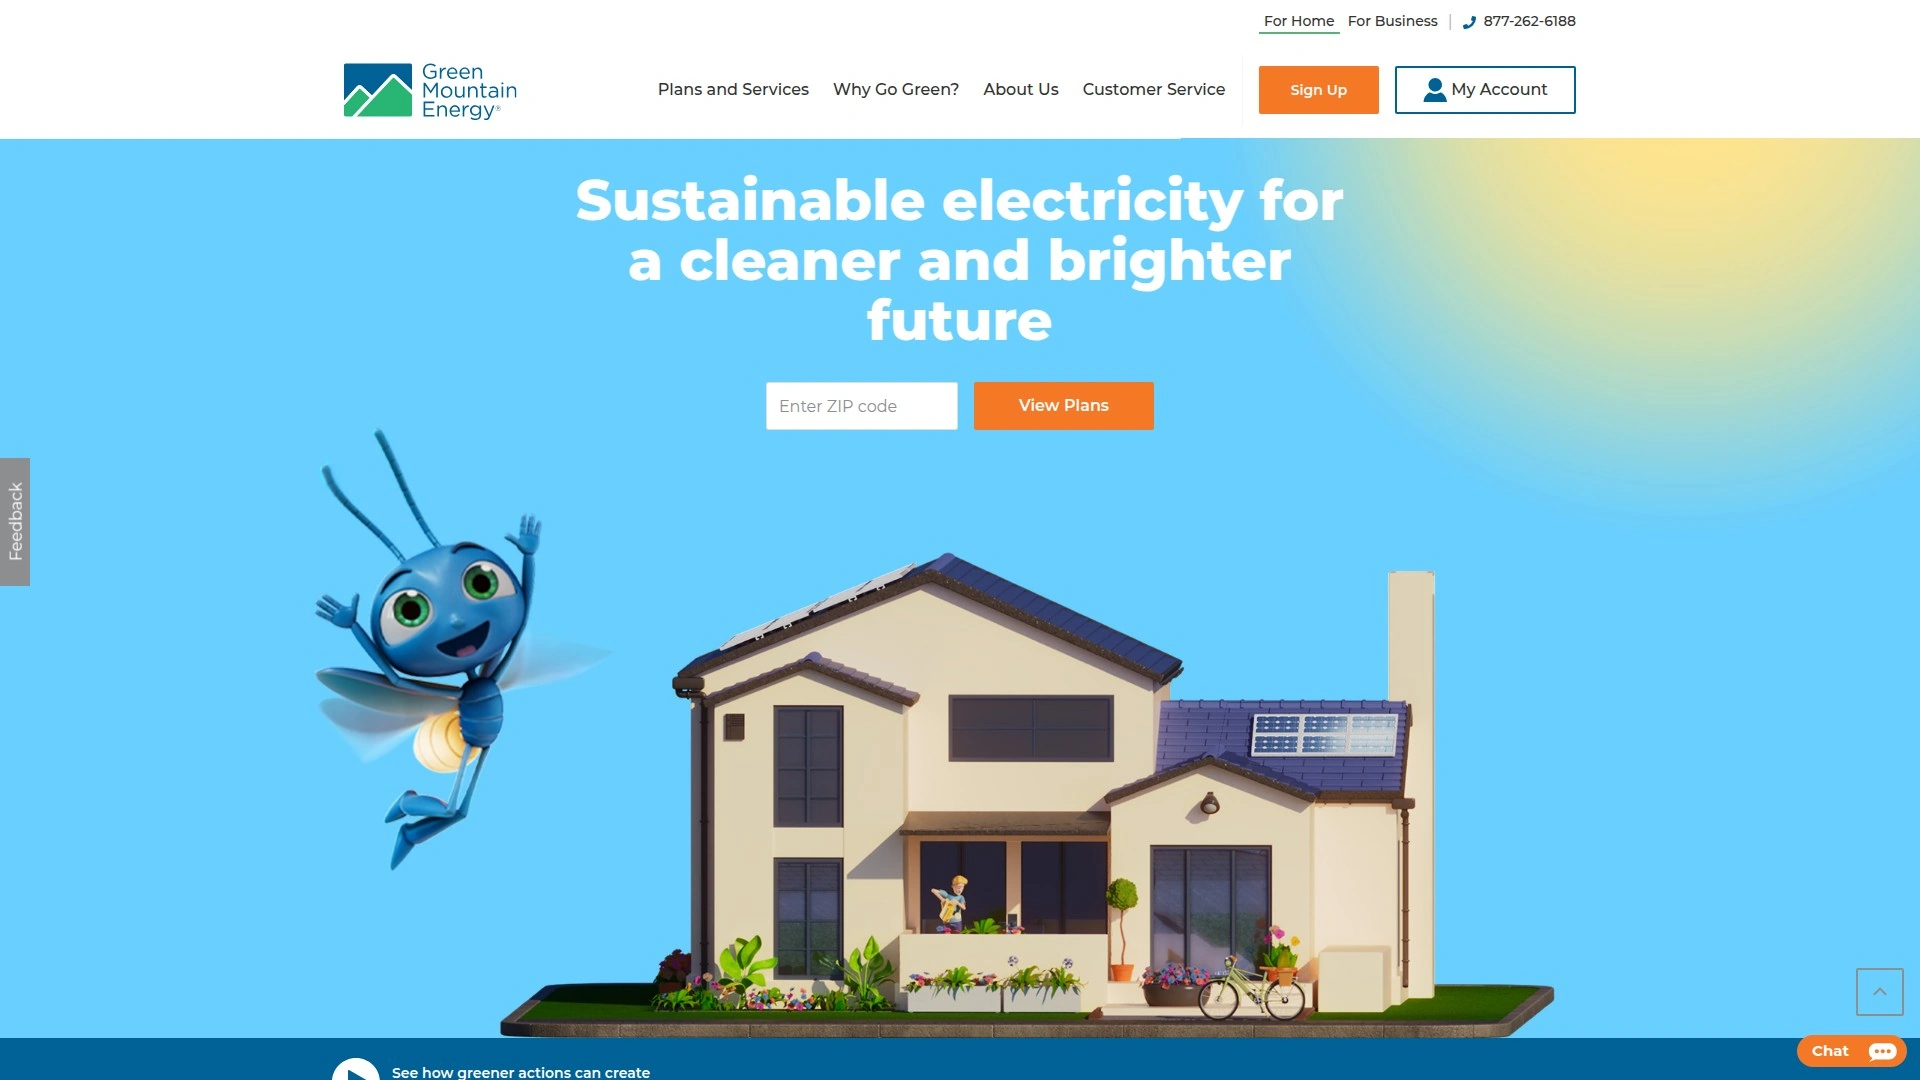 For Home For Business | 877-262-6188
Green
Mountain
Energy®
Plans and Services Why Go Green? About Us Customer Service Sign Up My Account
Sustainable electricity for
a cleaner and brighter
future
Enter ZIP code View Plans
Feedback
Chat
See how greener actions can create